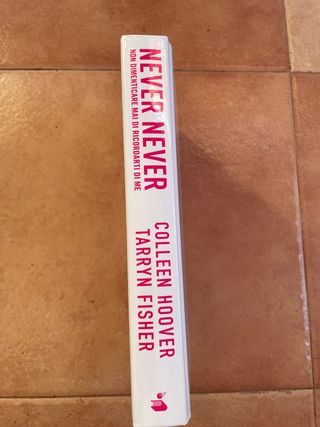 NEVER NEVER
NON DIMENTICARE MAI DI RICORDARTI DI ME
COLLEEN HOOVER
TARRYN FISHER